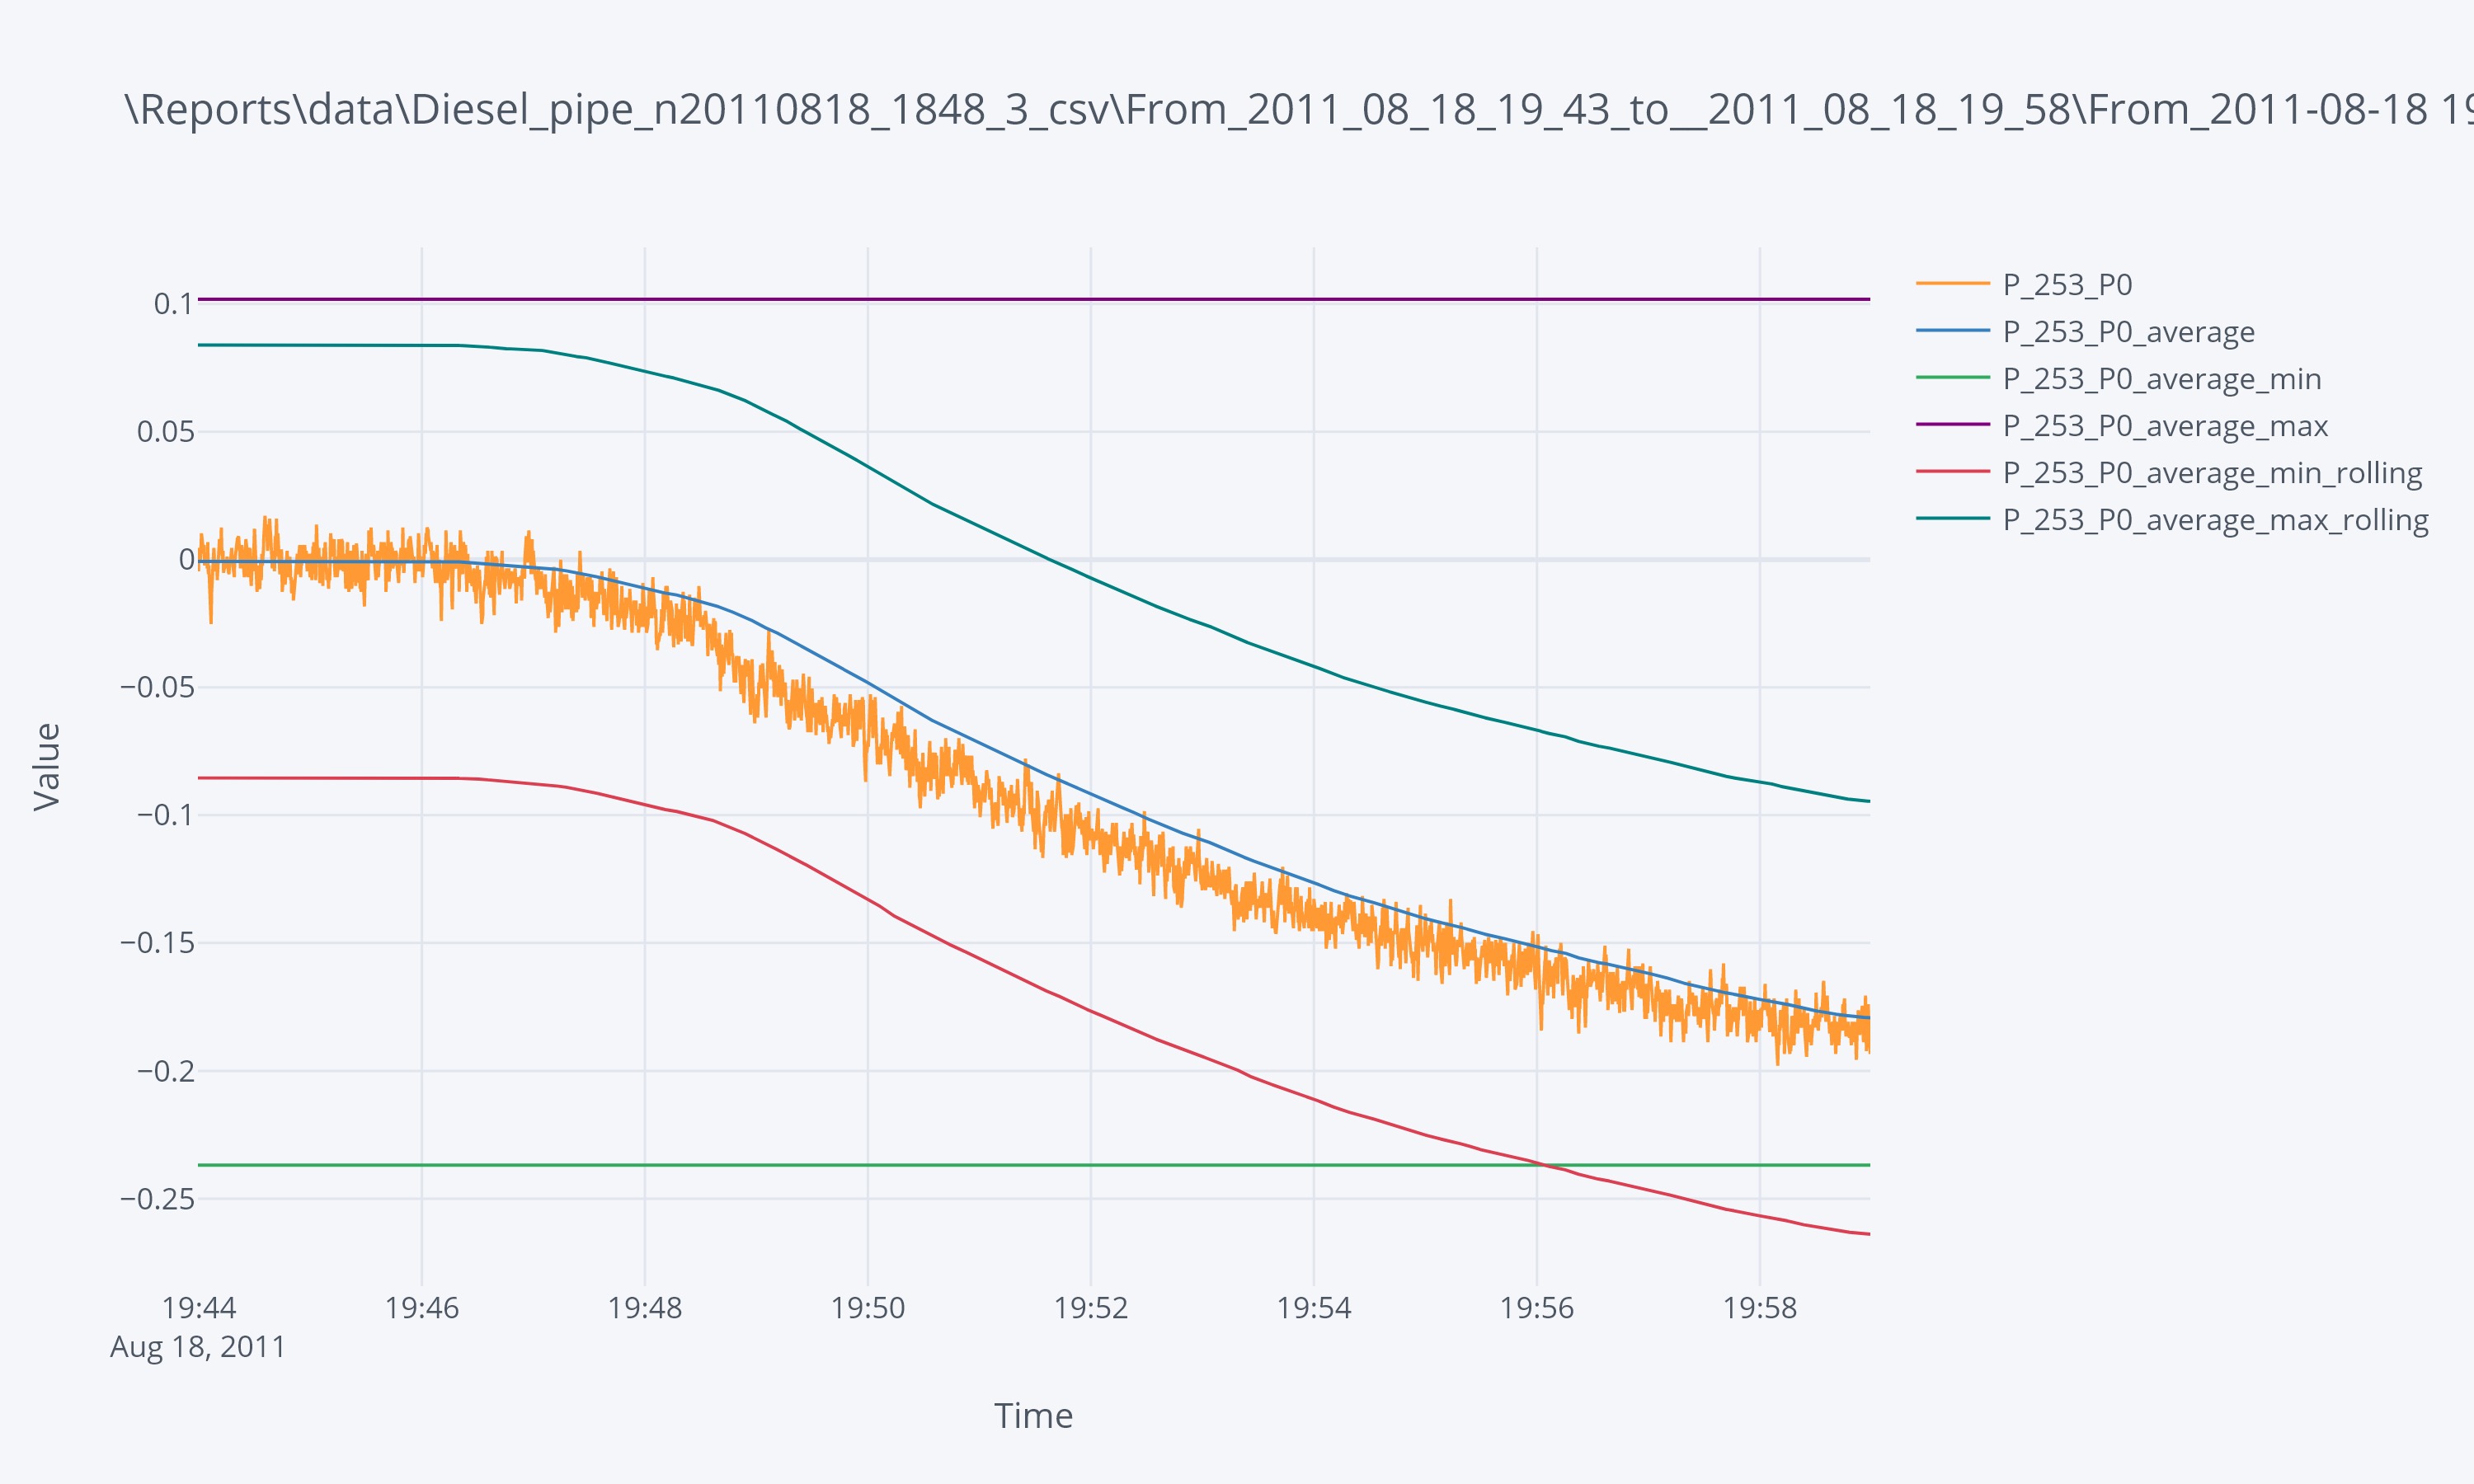 \Reports\data\Diesel_pipe_n20110818_1848_3_csv\From_2011_08_18_19_43_to__2011_08_18_19_58\From_2011-08-18 19
P_253_P0
P_253_P0_average
P_253_P0_average_min
P_253_P0_average_max
P_253_P0_average_min_rolling
P_253_P0_average_max_rolling
0.1
0.05
0
−0.05
−0.1
−0.15
−0.2
−0.25
Value
19:44 19:46 19:48 19:50 19:52 19:54 19:56 19:58
Aug 18, 2011
Time